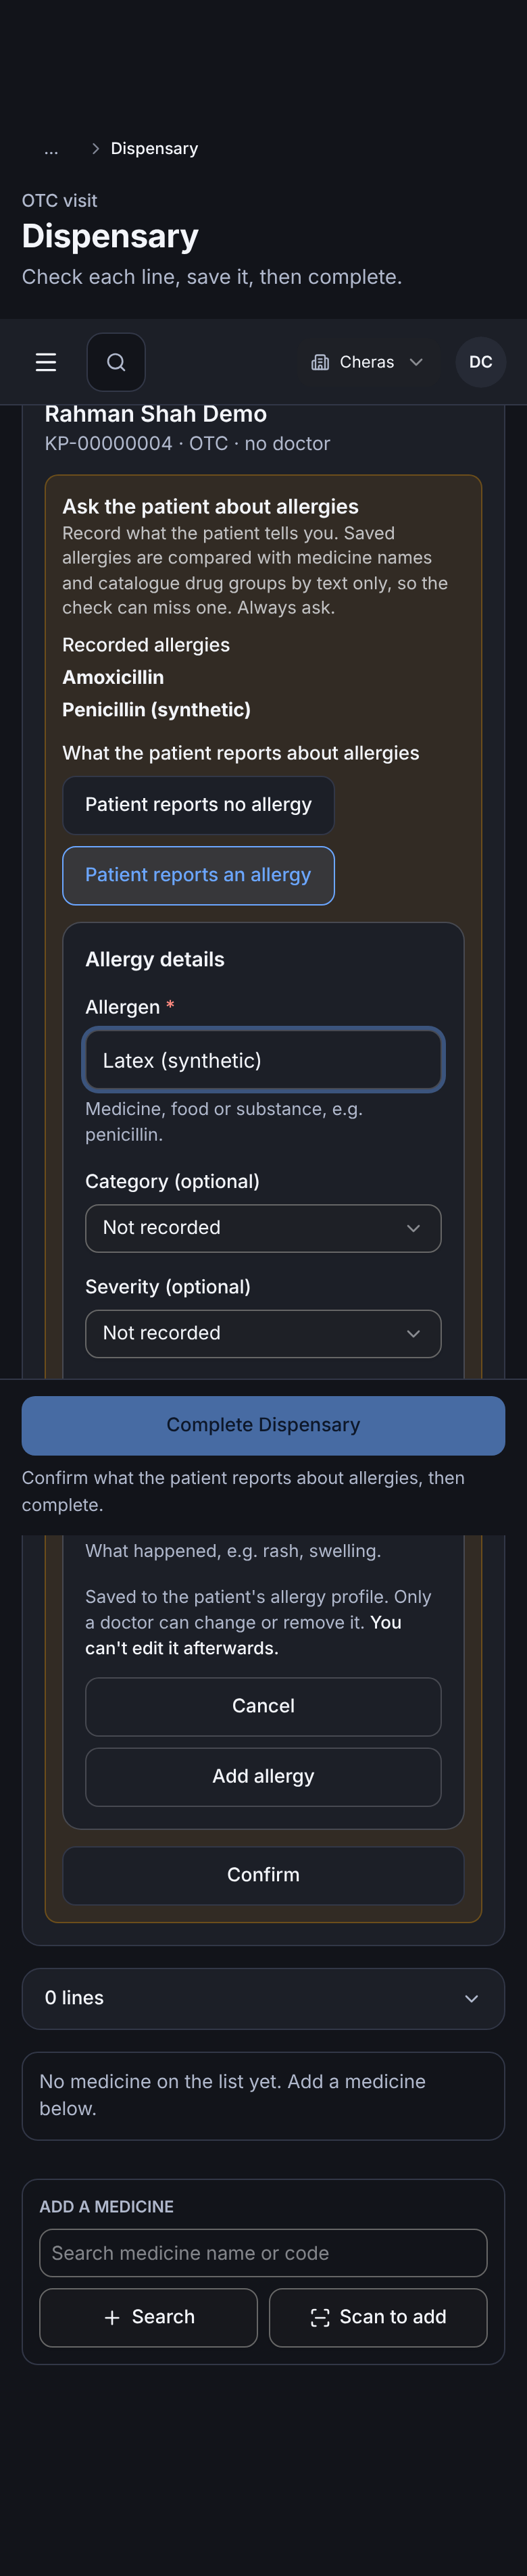 ...
Dispensary
OTC visit
Dispensary
Check each line, save it, then complete.
Cheras
DC
Rahman Shah Demo
KP-00000004 · OTC · no doctor
Ask the patient about allergies
Record what the patient tells you. Saved
allergies are compared with medicine names
and catalogue drug groups by text only, so the
check can miss one. Always ask.
Recorded allergies
Amoxicillin
Penicillin (synthetic)
What the patient reports about allergies
Patient reports no allergy
Patient reports an allergy
Allergy details
Allergen *
Latex (synthetic)
Medicine, food or substance, e.g.
penicillin.
Category (optional)
Not recorded
Severity (optional)
Not recorded
Complete Dispensary
Confirm what the patient reports about allergies, then
complete.
What happened, e.g. rash, swelling.
Saved to the patient's allergy profile. Only
a doctor can change or remove it. You
can't edit it afterwards.
Cancel
Add allergy
Confirm
0 lines
No medicine on the list yet. Add a medicine
below.
ADD A MEDICINE
Search medicine name or code
Search
Scan to add